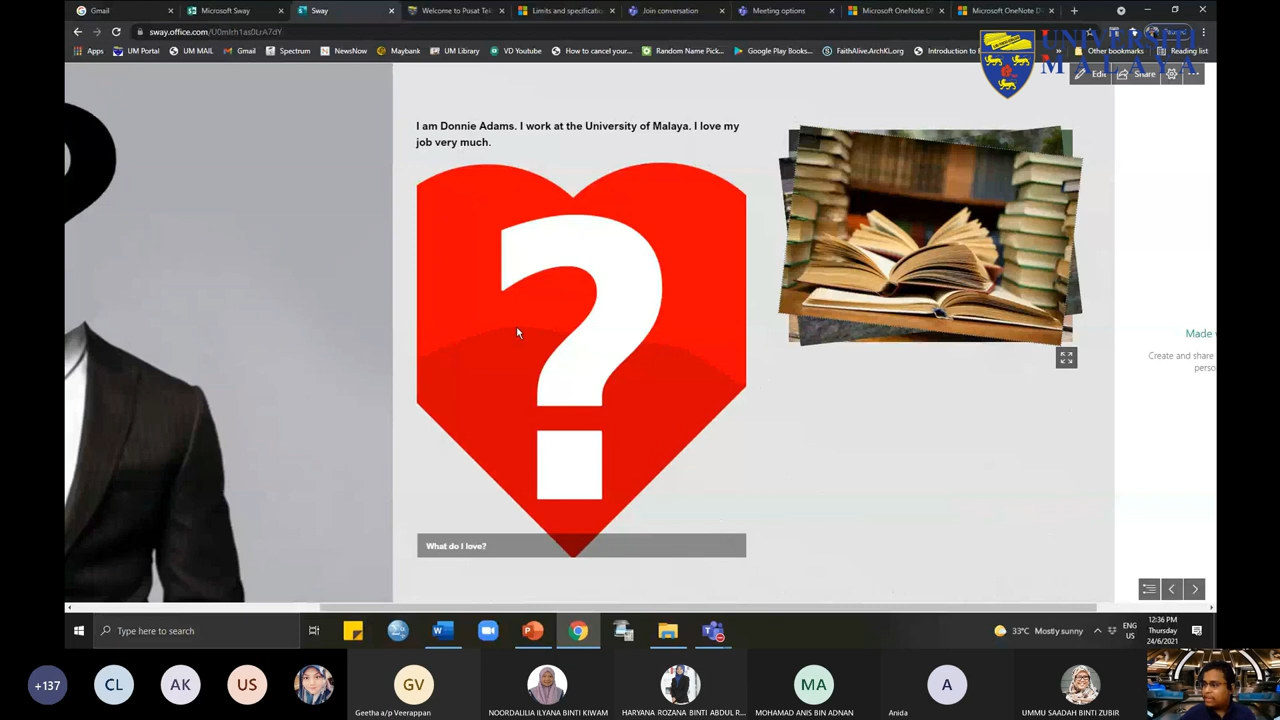 Gmail
Microsoft Sway
Sway
Welcome to Pusat Te
Limits and specificatio
Join conversation
Meeting options
Microsoft OneNote D
Microsoft OneNote D
sway.office.com/U0mIrh1as0LrA7dY
Apps
UM Portal
UM MAIL
Gmail
Spectrum
NewsNow
Maybank
UM Library
VD Youtube
How to cancel your...
Random Name Pick...
Google Play Books...
FaithAlive.ArchKL.org
Introduction to
Other bookmarks
Reading list
UNIVERSITI
MALAYA
Edit
Share
I am Donnie Adams. I work at the University of Malaya. I love my
job very much.
?
What do I love?
Made
Create and share
perso
Type here to search
33°C Mostly sunny
ENG
US
12:36 PM
Thursday
24/6/2021
+137
CL
AK
US
GV
MA
A
Geetha a/p Veerappan
NOORDALILIA ILYANA BINTI KIWAM
HARYANA ROZANA BINTI ABDUL R...
MOHAMAD ANIS BIN ADNAN
Anida
UMMU SAADAH BINTI ZUBIR